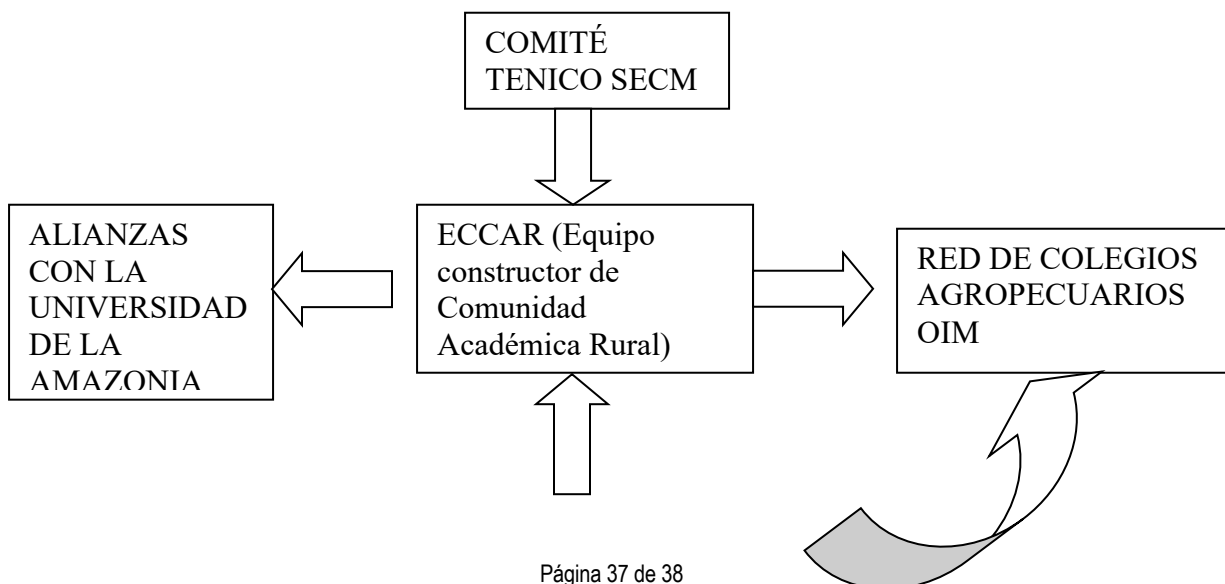 COMITÉ
TENICO SECM
ALIANZAS
CON LA
UNIVERSIDAD
DE LA
AMAZONIA
ECCAR (Equipo
constructor de
Comunidad
Académica Rural)
RED DE COLEGIOS
AGROPECUARIOS
OIM
Página 37 de 38